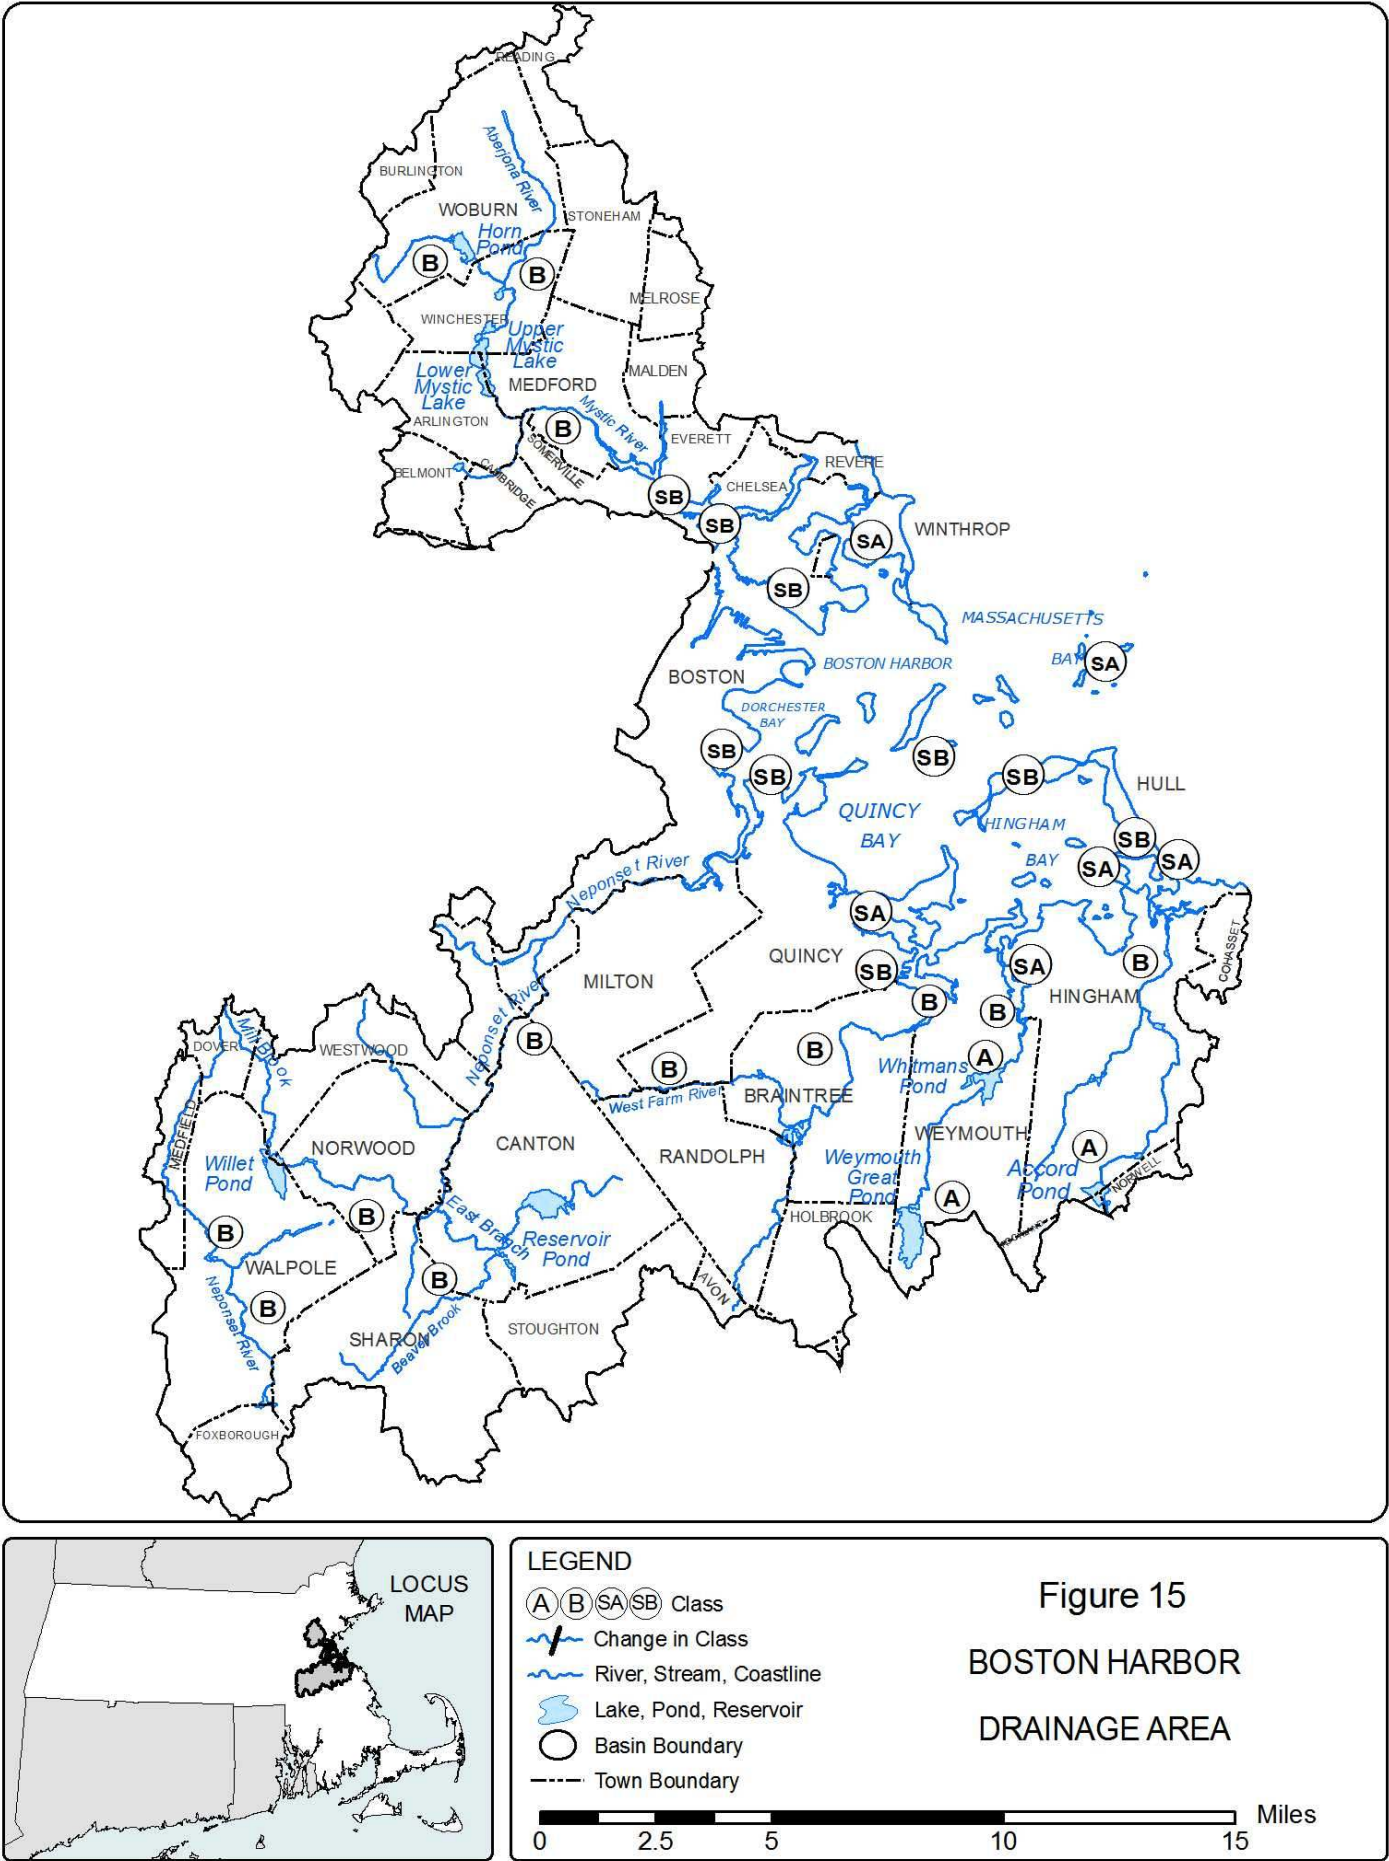 READING
Aberjona River
BURLINGTON
WOBURN
STONEHAM
Horn
Pond
B
B
MELROSE
WINCHESTER
Upper
Mystic
Lake
Lower
Mystic
Lake
MEDFORD
MALDEN
ARLINGTON
Mystic River
B
EVERETT
SOMERVILLE
REVERE
BELMONT
CAMBRIDGE
CHELSEA
SB
SB
SA
WINTHROP
SB
MASSACHUSETTS
BAY
SA
BOSTON HARBOR
BOSTON
DORCHESTER
BAY
SB
SB
SB
SB
HULL
QUINCY
BAY
HINGHAM
BAY
SB
SA
SA
Neponset River
SA
COHASSET
QUINCY
SB
SA
B
MILTON
HINGHAM
B
B
Neponset River
B
DOVER
Mill Brook
WESTWOOD
B
B
A
Whitmans
Pond
West Farm River
BRAINTREE
MEDFIELD
NORWOOD
CANTON
RANDOLPH
WEYMOUTH
A
Willet
Pond
Weymouth
Great
Pond
Accord
Pond
NORWELL
A
B
B
East Branch
Reservoir
Pond
HOLBROOK
WALPOLE
B
AVON
B
Neponset River
SHARON
Beaver Brook
STOUGHTON
FOXBOROUGH
LOCUS
MAP
LEGEND
A B SA SB Class
Change in Class
River, Stream, Coastline
Lake, Pond, Reservoir
Basin Boundary
Town Boundary
Figure 15
BOSTON HARBOR
DRAINAGE AREA
Miles
0 2.5 5 10 15